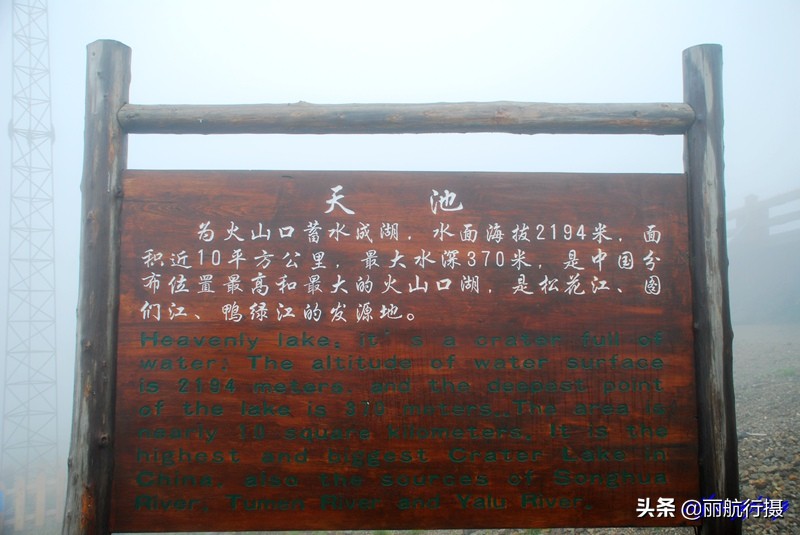 天 池
为火山口蓄水成湖，水面海拔2194米，面
积近10平方公里，最大水深370米，是中国分
布位置最高和最大的火山口湖，是松花江、图
们江、鸭绿江的发源地。
Heavenly lake: it's a crater full of
water. The altitude of water surface
is 2194 meters, and the deepest point
of the lake is 370 meters. The area is
nearly 10 square kilometers. It is the
highest and biggest Crater Lake in
China, also the sources of Songhua
River, Tumen River and Yalu River.
头条 @丽航行摄